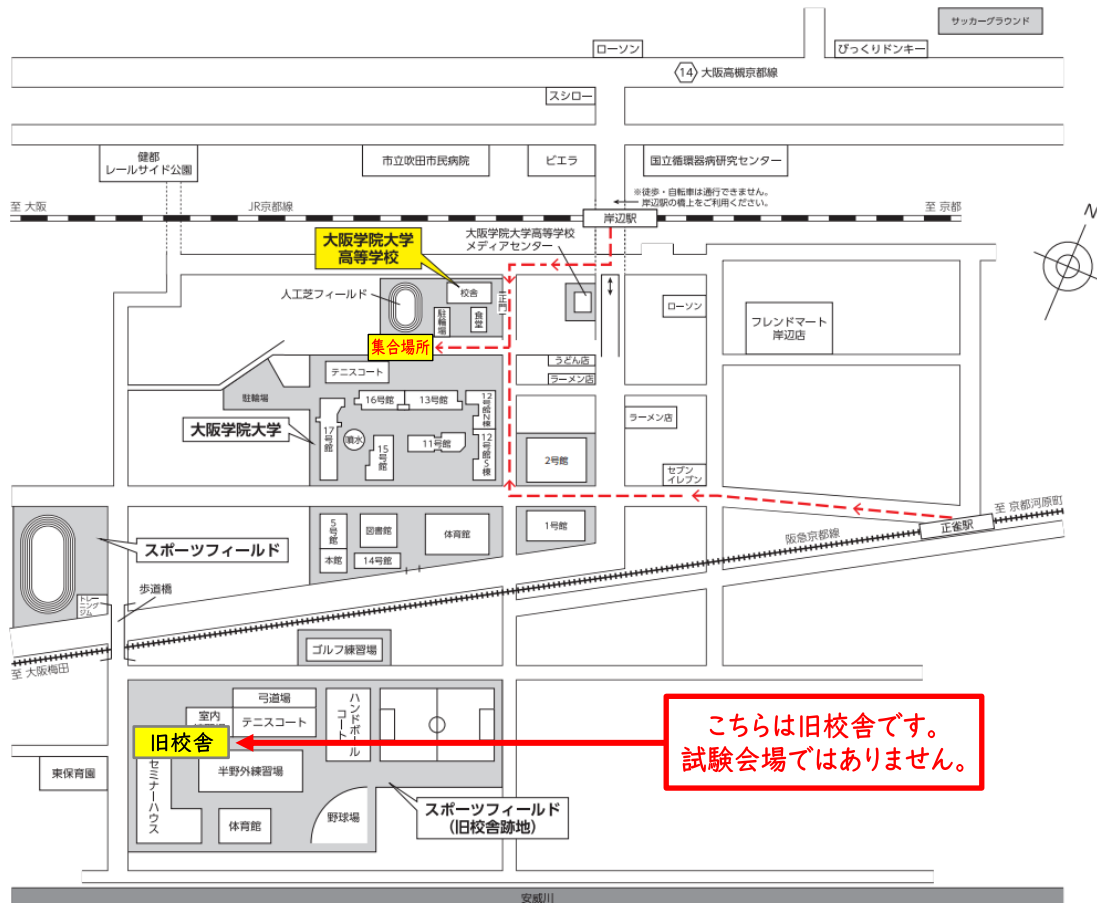 サッカーグラウンド
ローソン
びっくりドンキー
14 大阪高槻京都線
スシロー
健都
レールサイド公園
市立吹田市民病院
ビエラ
国立循環器病研究センター
※徒歩・自転車は通行できません。
岸辺駅の橋上をご利用ください。
至 大阪
JR京都線
岸辺駅
至 京都
N
大阪学院大学
高等学校
大阪学院大学高等学校
メディアセンター
人工芝フィールド
校舎
正門
駐輪場
食堂
ローソン
フレンドマート
岸辺店
集合場所
うどん店
ラーメン店
テニスコート
駐輪場
16号館
13号館
12号館N棟
ラーメン店
大阪学院大学
17号館
噴水
15号館
11号館
12号館S棟
2号館
セブン
イレブン
至 京都河原町
正雀駅
阪急京都線
スポーツフィールド
5号館
本館
図書館
14号館
体育館
1号館
トレーニングジム
歩道橋
至 大阪梅田
ゴルフ練習場
弓道場
室内
テニスコート
ハンドボールコート
旧校舎
こちらは旧校舎です。
試験会場ではありません。
東保育園
セミナーハウス
半野外練習場
体育館
野球場
スポーツフィールド
(旧校舎跡地)
安威川